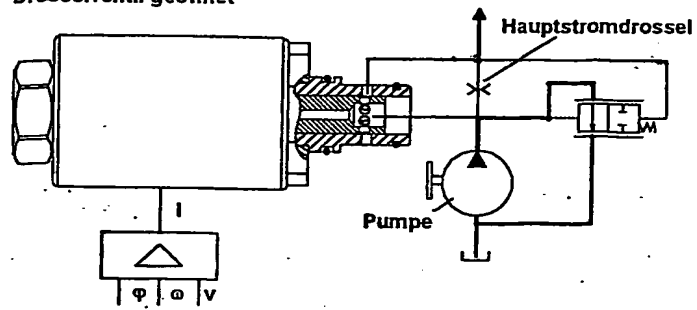 Hauptstromdrossel
Pumpe
I
φ ω v